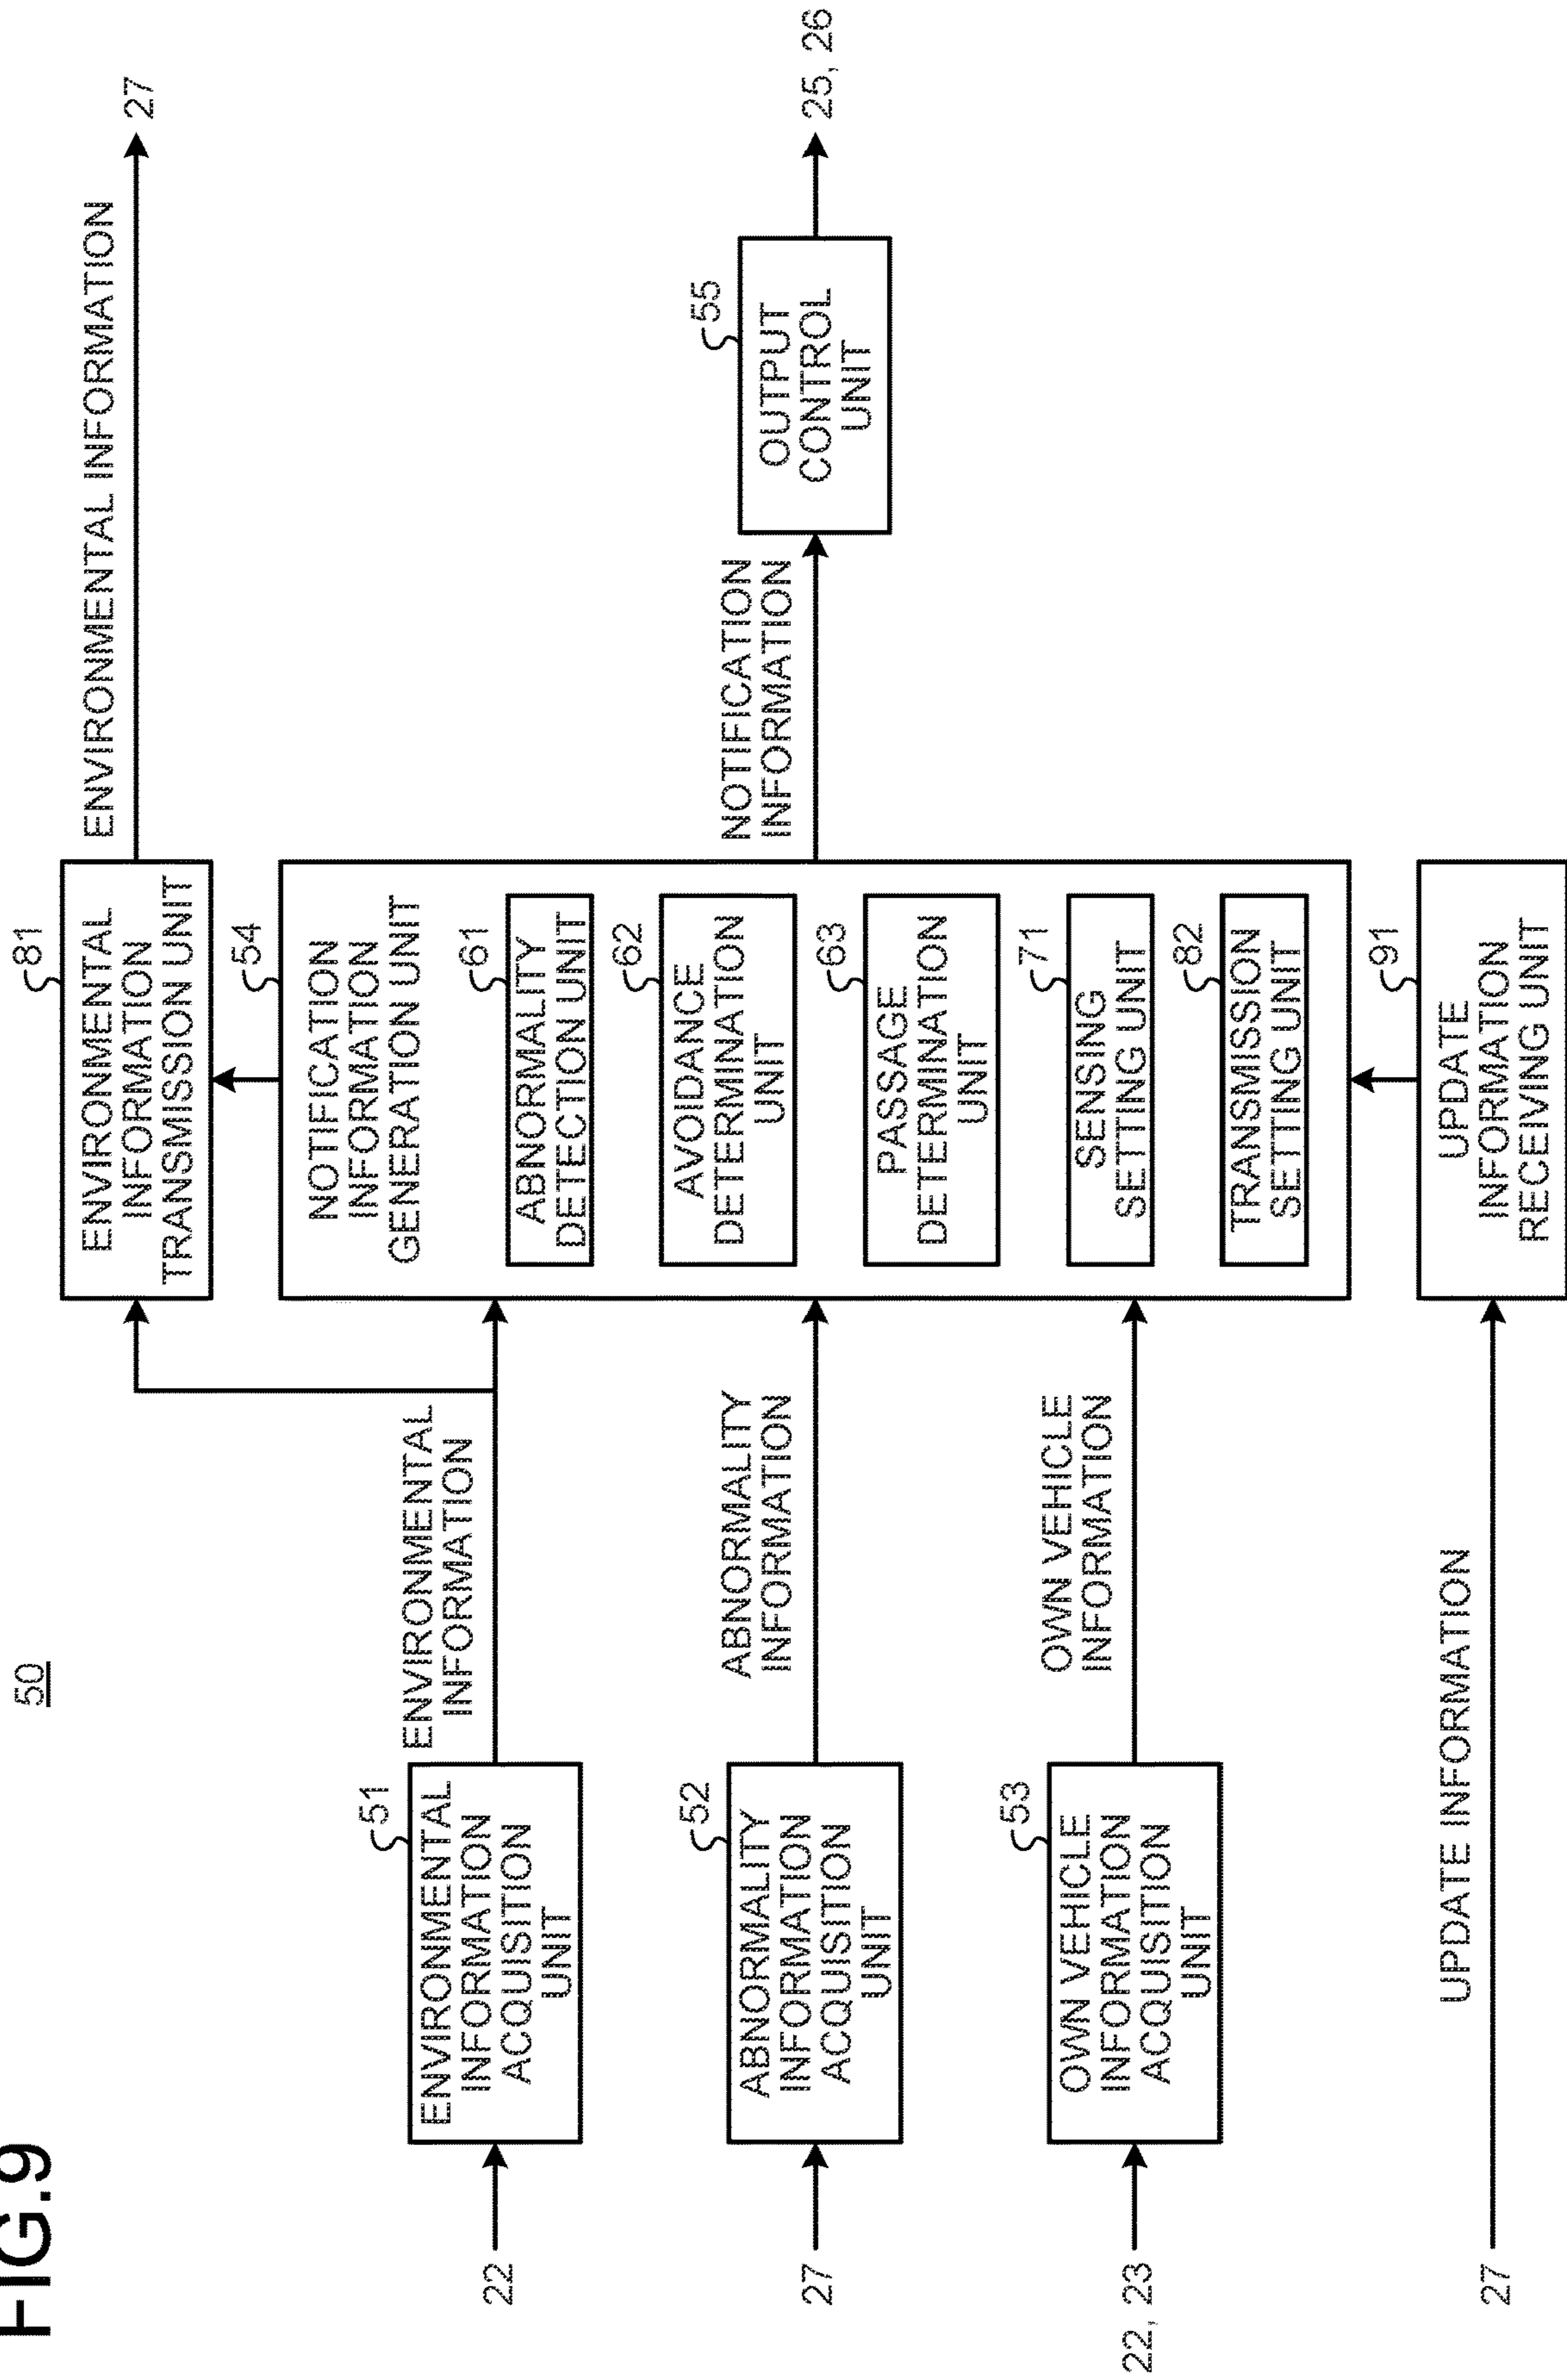 FIG.9
50
81
ENVIRONMENTAL
INFORMATION
TRANSMISSION UNIT
ENVIRONMENTAL INFORMATION
27
54
NOTIFICATION
INFORMATION
GENERATION UNIT
22
51
ENVIRONMENTAL
INFORMATION
ACQUISITION
UNIT
ENVIRONMENTAL
INFORMATION
61
ABNORMALITY
DETECTION UNIT
62
AVOIDANCE
DETERMINATION
UNIT
27
52
ABNORMALITY
INFORMATION
ACQUISITION
UNIT
ABNORMALITY
INFORMATION
63
PASSAGE
DETERMINATION
UNIT
NOTIFICATION
INFORMATION
55
OUTPUT
CONTROL
UNIT
25, 26
22, 23
53
OWN VEHICLE
INFORMATION
ACQUISITION
UNIT
OWN VEHICLE
INFORMATION
71
SENSING
SETTING UNIT
82
TRANSMISSION
SETTING UNIT
27
UPDATE INFORMATION
91
UPDATE
INFORMATION
RECEIVING UNIT